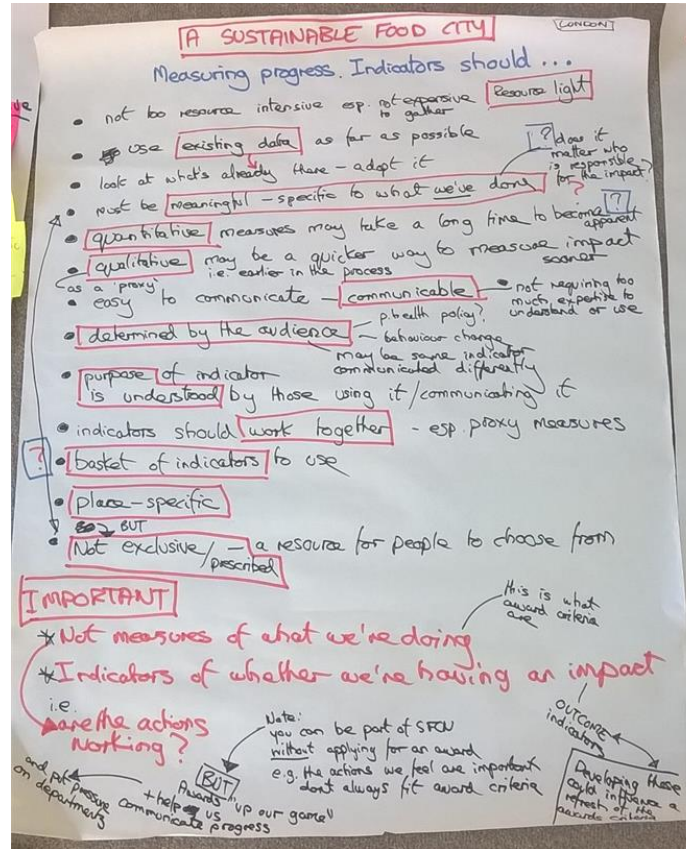 A SUSTAINABLE FOOD CITY
LONDON
Measuring progress. Indicators should ...
• not too resource intensive esp. not expensive to gather Resource light
• use existing data as far as possible
• look at what's already there - adopt it
? does it matter who is responsible for the impact?
• must be meaningful - specific to what we've done ?
?
• quantitative measures may take a long time to become apparent
• qualitative may be a quicker way to measure impact sooner
as a 'proxy' i.e. earlier in the process
• easy to communicate - communicable • not requiring too much expertise to understand or use
• determined by the audience p.health policy?
behaviour change
may be same indicator communicated differently
• purpose of indicator
is understood by those using it/communicating it
• indicators should work together - esp. proxy measures
? • basket of indicators to use
• place-specific
BUT
• Not exclusive/prescribed - a resource for people to choose from
IMPORTANT
this is what award criteria are
* Not measures of what we're doing
* Indicators of whether we're having an impact
i.e.
are the actions working?
OUTCOME indicators
Developing these could influence a refresh of the awards criteria
Note:
you can be part of SFCN
without applying for an award
e.g. the actions we feel are important
dont always fit award criteria
BUT
Awards "up our game"
+ help us communicate progress
and put pressure on departments